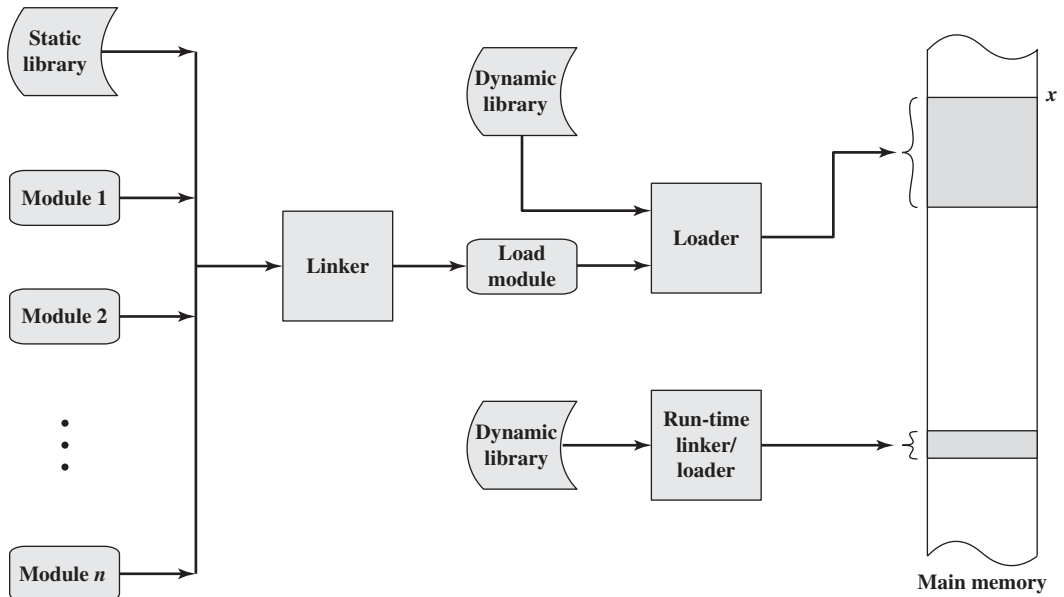 Static
library
Module 1
Module 2
Module n
Linker
Dynamic
library
Load
module
Loader
Dynamic
library
Run-time
linker/
loader
x
Main memory